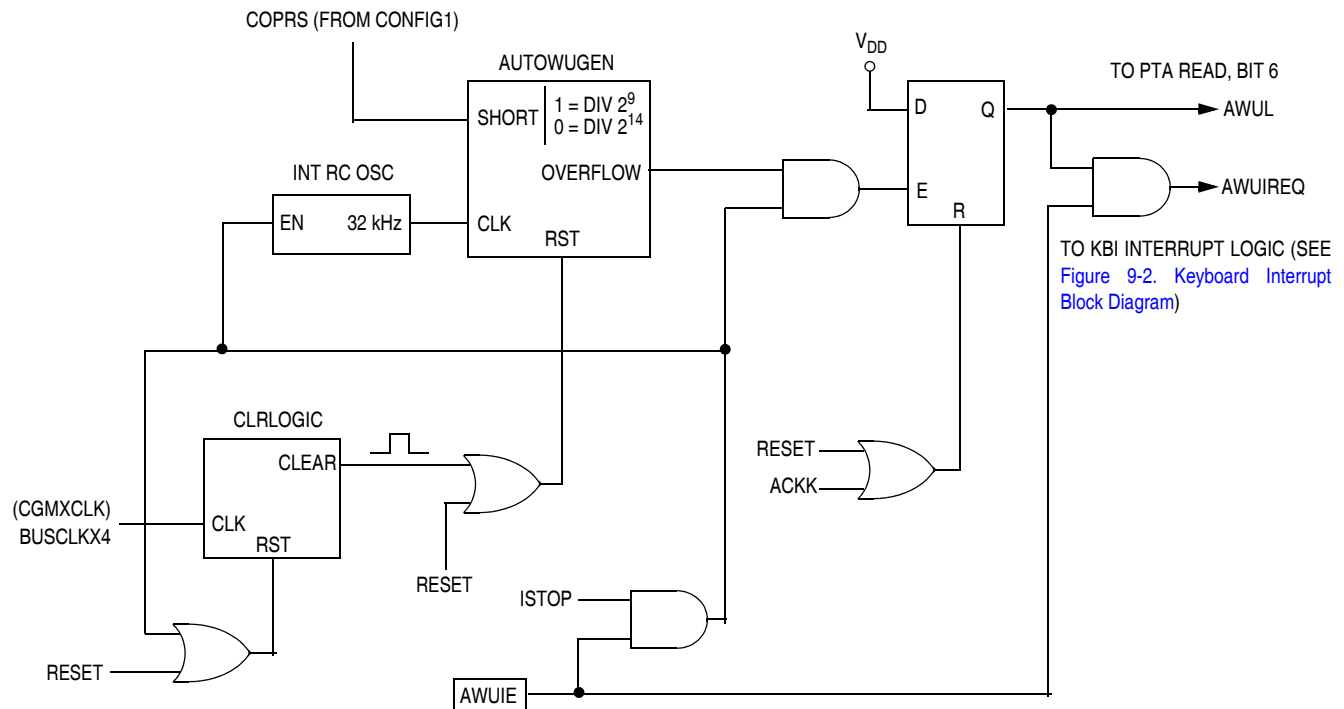 COPRS (FROM CONFIG1)
AUTOWUGEN
SHORT
1 = DIV 2^9
0 = DIV 2^14
OVERFLOW
INT RC OSC
EN
32 kHz
CLK
RST
V_DD
D
Q
E
R
TO PTA READ, BIT 6
AWUL
AWUIREQ
TO KBI INTERRUPT LOGIC (SEE
Figure 9-2. Keyboard Interrupt
Block Diagram)
CLRLOGIC
CLEAR
(CGMXCLK)
BUSCLKX4
CLK
RST
RESET
RESET
ACKK
RESET
ISTOP
RESET
AWUIE